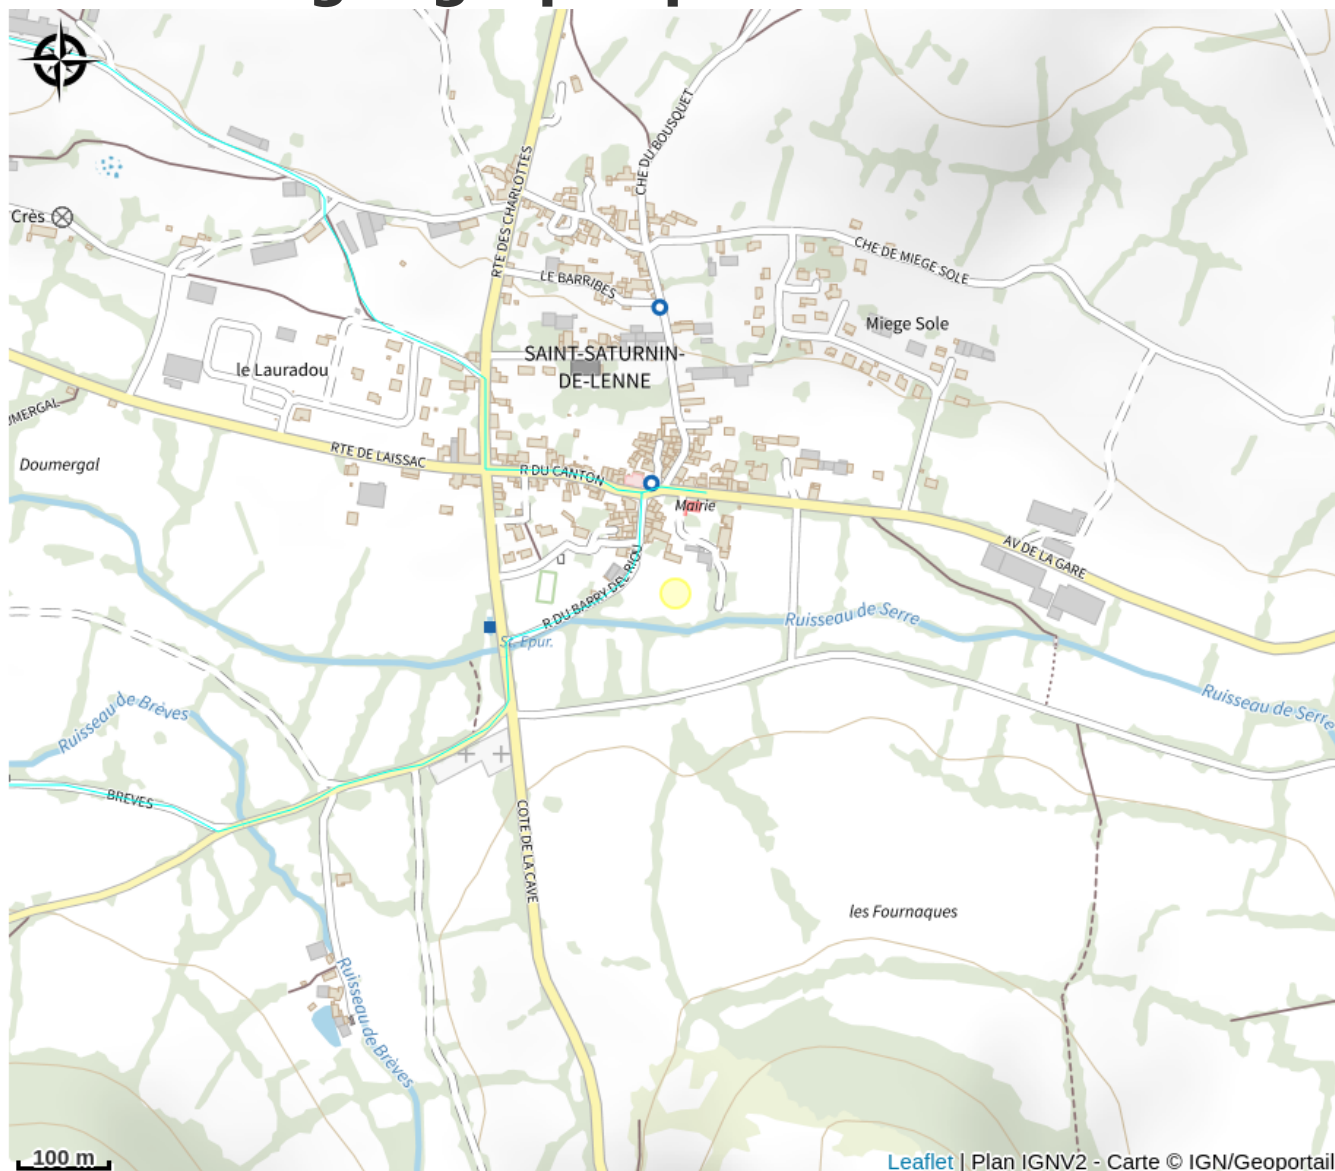 CHE DU BOUSQUET
RTE DES CHARLOTTES
Crès
CHE DE MIEGE SOLE
LE BARRIBES
Miege Sole
SAINT-SATURNIN-
DE-LENNE
le Lauradou
UMERGAL
RTE DE LAISSAC
Doumergal
R DU CANTON
Mairie
AV DE LA GARE
R DU BARRY DEL RIOU
Ruisseau de Serre
St. Epur.
Ruisseau de Serre
Ruisseau de Brèves
BREVES
COTE DE LA CAVE
les Fournaques
Ruisseau de Brèves
100 m
Leaflet | Plan IGNV2 - Carte © IGN/Geoportail